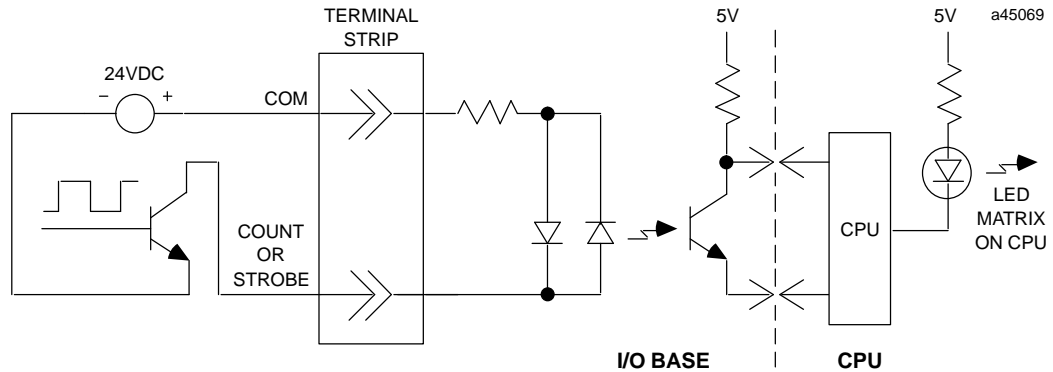 TERMINAL
STRIP
5V
5V
a45069
24VDC
− +
COM
COUNT
OR
STROBE
CPU
LED
MATRIX
ON CPU
I/O BASE
CPU